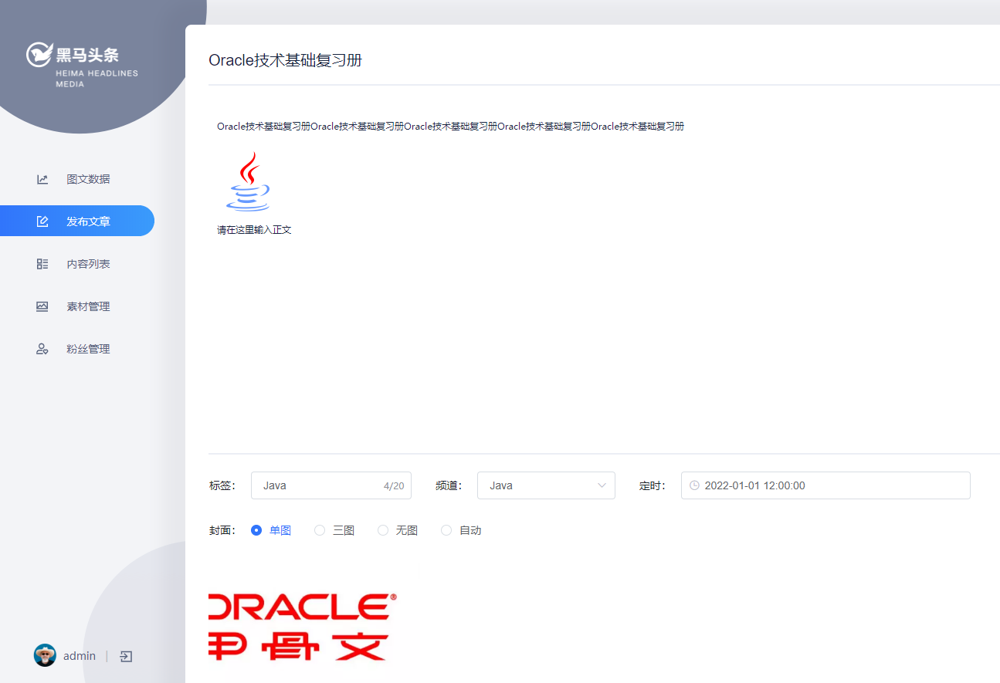 黑马头条
HEIMA HEADLINES
MEDIA
图文数据
发布文章
内容列表
素材管理
粉丝管理
admin
Oracle技术基础复习册
Oracle技术基础复习册Oracle技术基础复习册Oracle技术基础复习册Oracle技术基础复习册Oracle技术基础复习册
请在这里输入正文
标签： Java 4/20 频道： Java 定时： 2022-01-01 12:00:00
封面： 单图 三图 无图 自动
ORACLE®
甲骨文